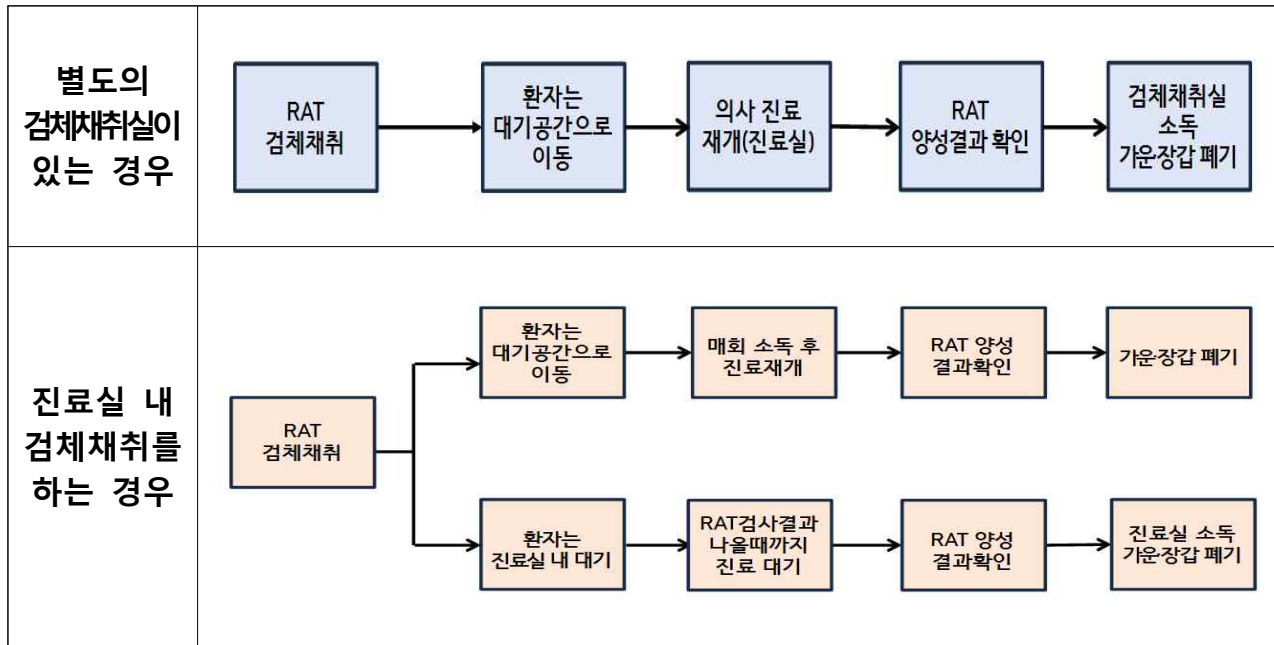 별도의
검체채취실이
있는 경우
RAT
검체채취
환자는
대기공간으로
이동
의사 진료
재개(진료실)
RAT
양성결과 확인
검체채취실
소독
가운·장갑 폐기
진료실 내
검체채취를
하는 경우
RAT
검체채취
환자는
대기공간으로
이동
매회 소독 후
진료재개
RAT 양성
결과확인
가운·장갑 폐기
환자는
진료실 내 대기
RAT검사결과
나올때까지
진료 대기
RAT 양성
결과확인
진료실 소독
가운·장갑 폐기